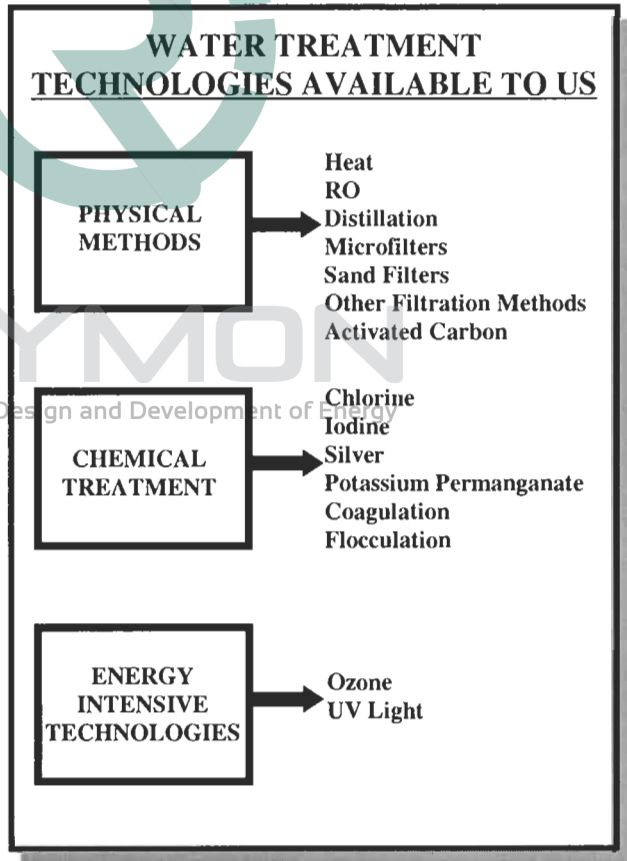 WATER TREATMENT
TECHNOLOGIES AVAILABLE TO US
PHYSICAL
METHODS
Heat
RO
Distillation
Microfilters
Sand Filters
Other Filtration Methods
Activated Carbon
YMON
Design and Development of Energy
CHEMICAL
TREATMENT
Chlorine
Iodine
Silver
Potassium Permanganate
Coagulation
Flocculation
ENERGY
INTENSIVE
TECHNOLOGIES
Ozone
UV Light